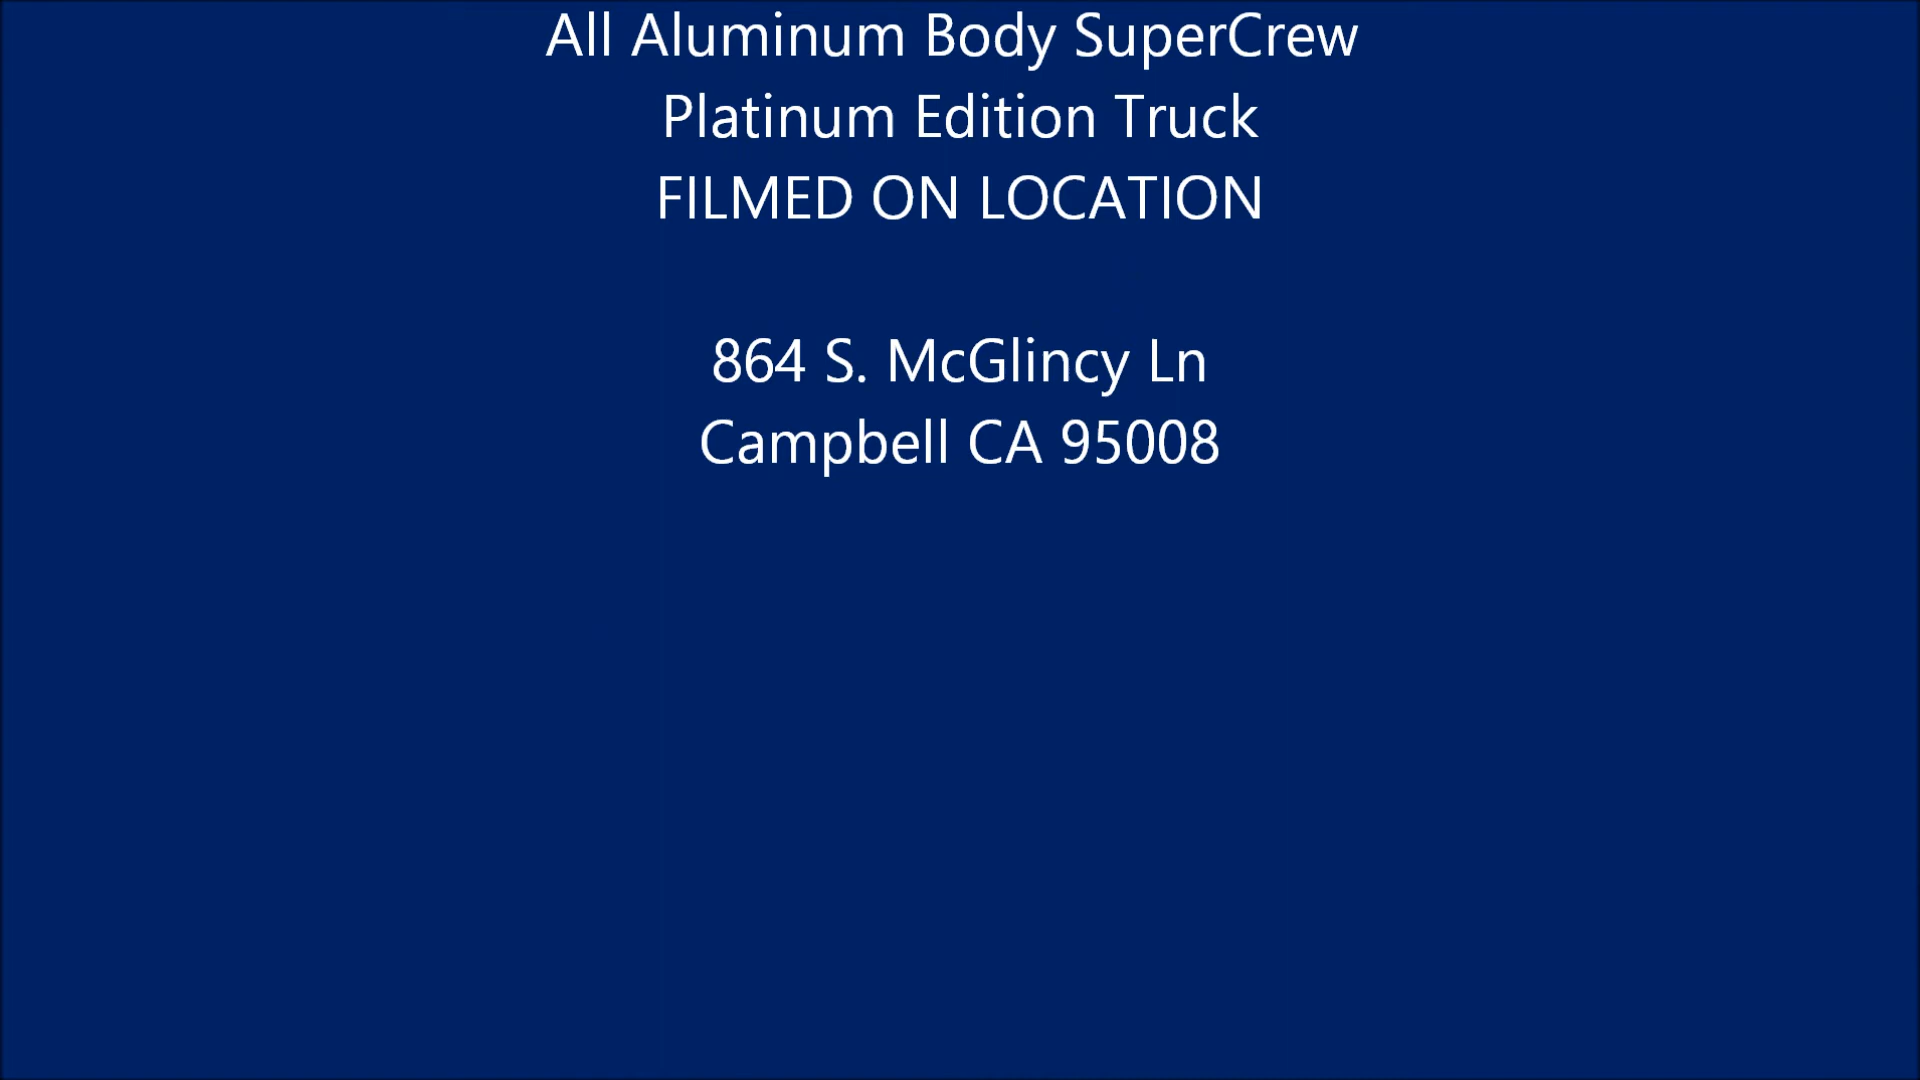 All Aluminum Body SuperCrew
Platinum Edition Truck
FILMED ON LOCATION
864 S. McGlincy Ln
Campbell CA 95008